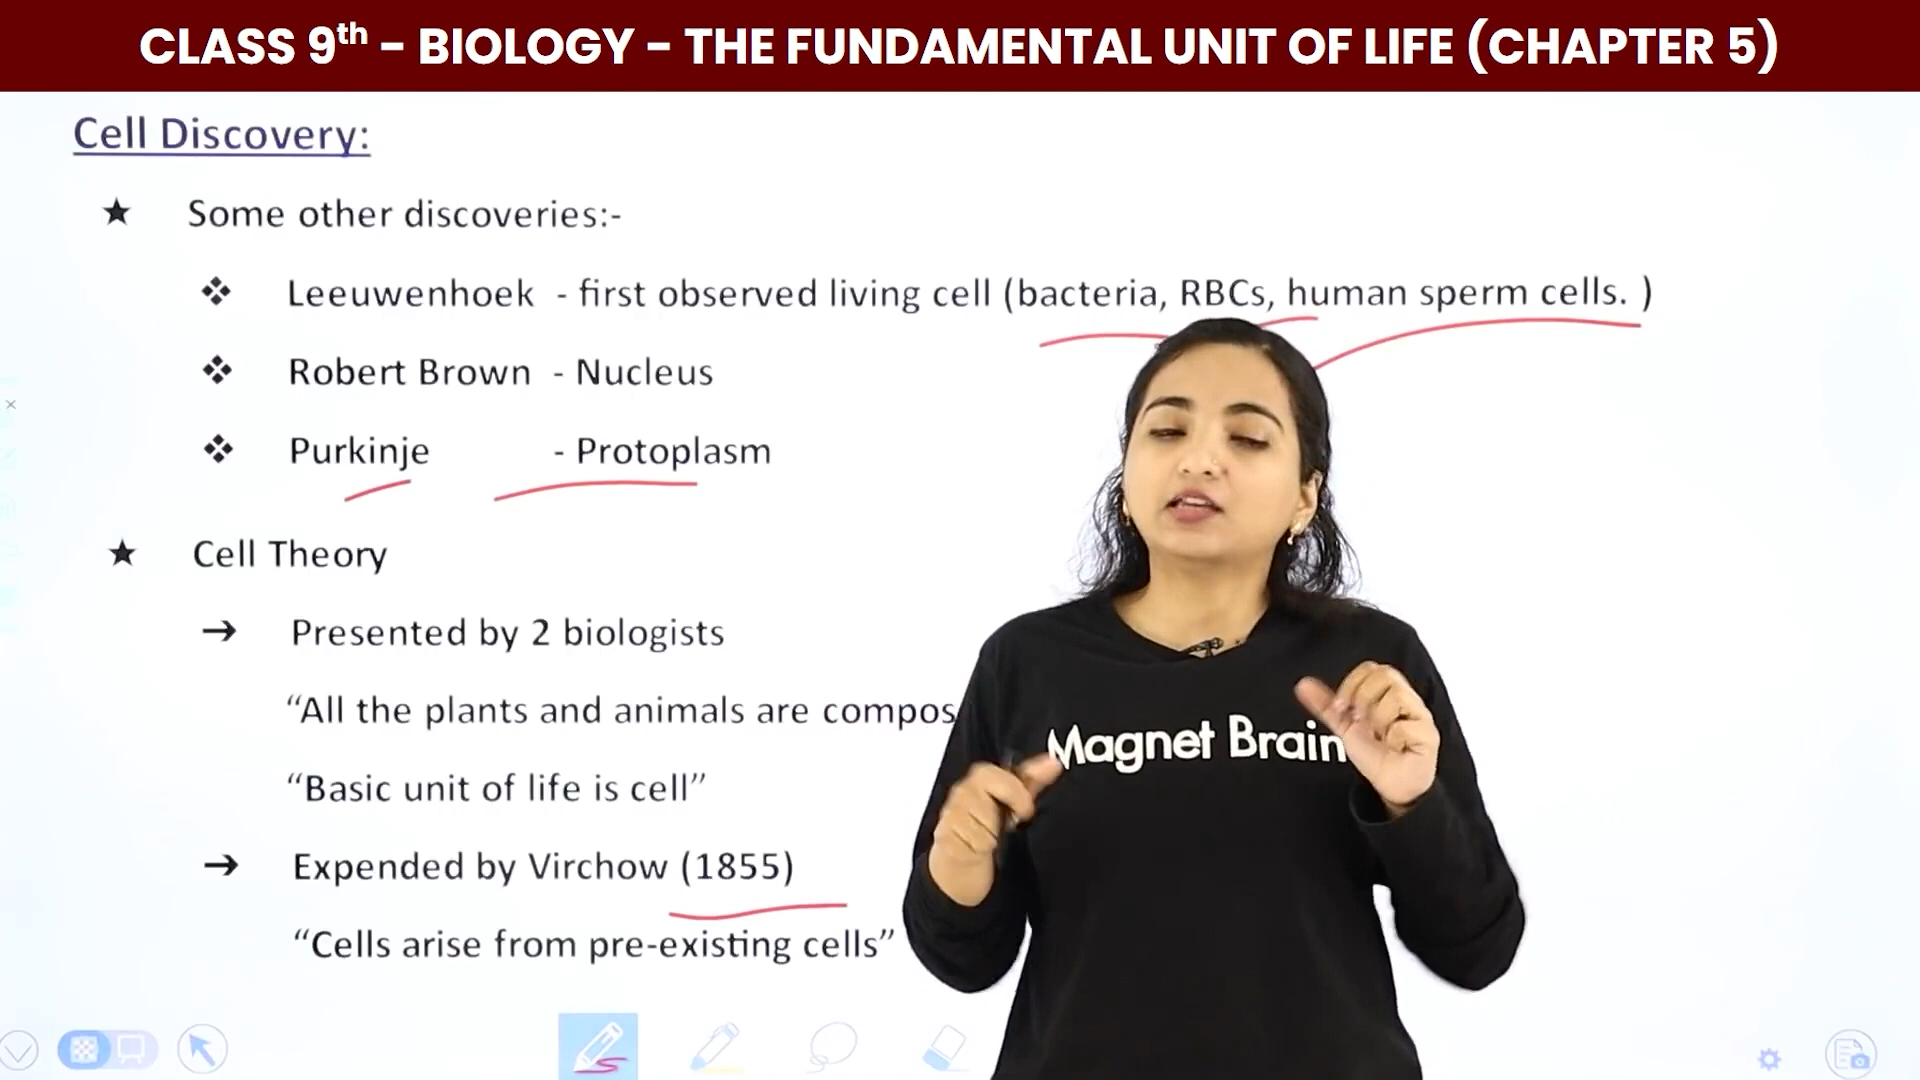 CLASS 9th – BIOLOGY – THE FUNDAMENTAL UNIT OF LIFE (CHAPTER 5)
Cell Discovery:
★ Some other discoveries:-
❖ Leeuwenhoek - first observed living cell (bacteria, RBCs, human sperm cells. )
❖ Robert Brown - Nucleus
❖ Purkinje - Protoplasm
★ Cell Theory
→ Presented by 2 biologists
“All the plants and animals are compos
“Basic unit of life is cell”
→ Expended by Virchow (1855)
“Cells arise from pre-existing cells”
Magnet Brain